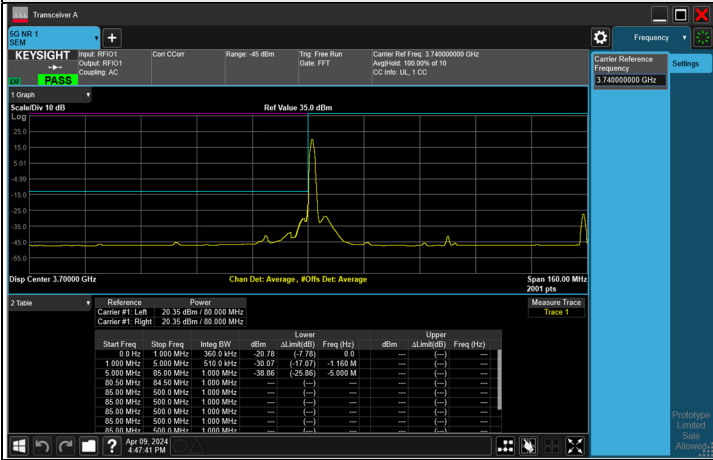 Transceiver A
5G NR 1
SEM
Frequency
KEYSIGHT
Input: RFIO1
Output: RFIO1
Coupling: AC
Corr CCorr
Range: -45 dBm
Trig: Free Run
Gate: FFT
Carrier Ref Freq: 3.740000000 GHz
Avg|Hold: 100.00% of 10
CC Info: UL, 1 CC
PASS
Carrier Reference
Frequency
3.740000000 GHz
Settings
1 Graph
Scale/Div 10 dB
Ref Value 35.0 dBm
Log
25.0
15.0
5.01
-4.99
-15.0
-25.0
-35.0
-45.0
-55.0
Disp Center 3.70000 GHz
Chan Det: Average, #Offs Det: Average
Span 160.00 MHz
2001 pts
2 Table
Reference Power
Carrier #1: Left 20.35 dBm / 80.000 MHz
Carrier #1: Right 20.35 dBm / 80.000 MHz
Measure Trace
Trace 1
Lower Upper
Start Freq Stop Freq Integ BW dBm ΔLimit(dB) Freq (Hz) dBm ΔLimit(dB) Freq (Hz)
0.0 Hz 1.000 MHz 360.0 kHz -20.78 (-7.78) 0.0 --- (---) ---
1.000 MHz 5.000 MHz 510.0 kHz -30.07 (-17.07) -1.160 M --- (---) ---
5.000 MHz 85.00 MHz 1.000 MHz -38.86 (-25.86) -5.000 M --- (---) ---
80.50 MHz 84.50 MHz 1.000 MHz --- (---) --- --- (---) ---
85.00 MHz 500.0 MHz 1.000 MHz --- (---) --- --- (---) ---
85.00 MHz 500.0 MHz 1.000 MHz --- (---) --- --- (---) ---
85.00 MHz 500.0 MHz 1.000 MHz --- (---) --- --- (---) ---
85.00 MHz 500.0 MHz 1.000 MHz --- (---) --- --- (---) ---
85.00 MHz 500.0 MHz 1.000 MHz --- (---) --- --- (---) ---
Prototype
Limited
Sale
Allowed
Apr 09, 2024
4:47:41 PM